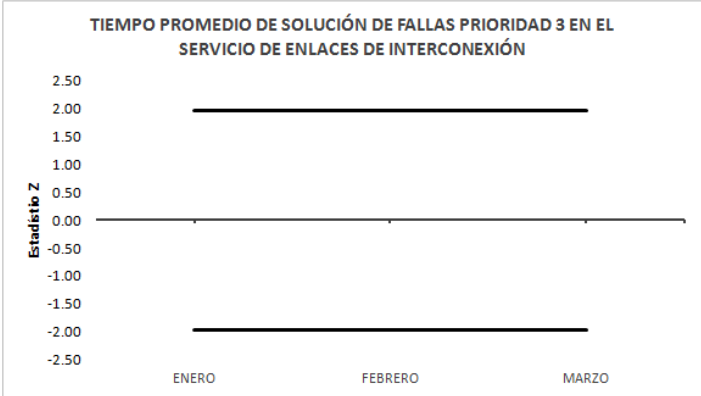 TIEMPO PROMEDIO DE SOLUCIÓN DE FALLAS PRIORIDAD 3 EN EL
SERVICIO DE ENLACES DE INTERCONEXIÓN
Estadístio Z
2.50
2.00
1.50
1.00
0.50
0.00
-0.50
-1.00
-1.50
-2.00
-2.50
ENERO FEBRERO MARZO